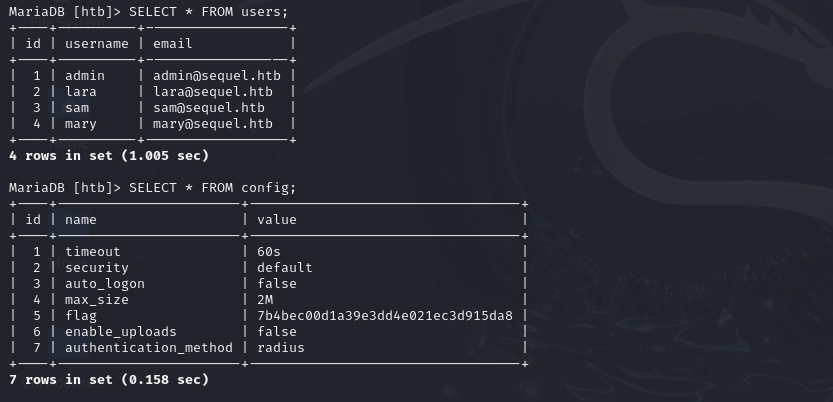 MariaDB [htb]> SELECT * FROM users;
+----+----------+------------------+
| id | username | email            |
+----+----------+------------------+
|  1 | admin    | admin@sequel.htb |
|  2 | lara     | lara@sequel.htb  |
|  3 | sam      | sam@sequel.htb   |
|  4 | mary     | mary@sequel.htb  |
+----+----------+------------------+
4 rows in set (1.005 sec)

MariaDB [htb]> SELECT * FROM config;
+----+-----------------------+----------------------------------+
| id | name                  | value                            |
+----+-----------------------+----------------------------------+
|  1 | timeout               | 60s                              |
|  2 | security              | default                          |
|  3 | auto_logon            | false                            |
|  4 | max_size              | 2M                               |
|  5 | flag                  | 7b4bec00d1a39e3dd4e021ec3d915da8 |
|  6 | enable_uploads        | false                            |
|  7 | authentication_method | radius                           |
+----+-----------------------+----------------------------------+
7 rows in set (0.158 sec)